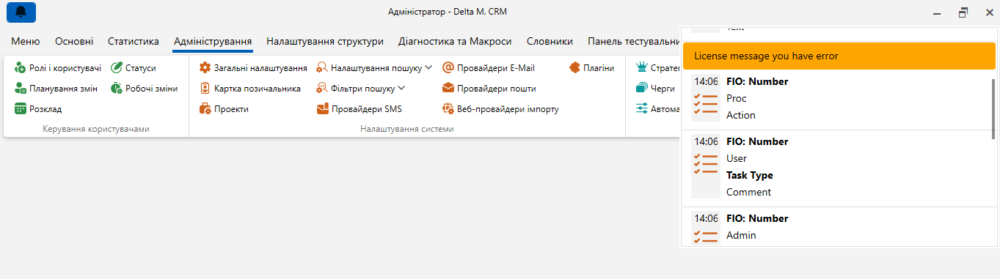 Адміністратор - Delta M. CRM
Меню Основні Статистика Адміністрування Налаштування структури Діагностика та Макроси Словники Панель тестувальни
Ролі і користувачі Статуси
Планування змін Робочі зміни
Розклад
Керування користувачами
Загальні налаштування Налаштування пошуку Провайдери E-Mail Плагіни
Картка позичальника Фільтри пошуку Провайдери пошти
Проекти Провайдери SMS Веб-провайдери імпорту
Налаштування системи
Стратег
Черги
Автома
Text
License message you have error
14:06 FIO: Number
Proc
Action
14:06 FIO: Number
User
Task Type
Comment
14:06 FIO: Number
Admin